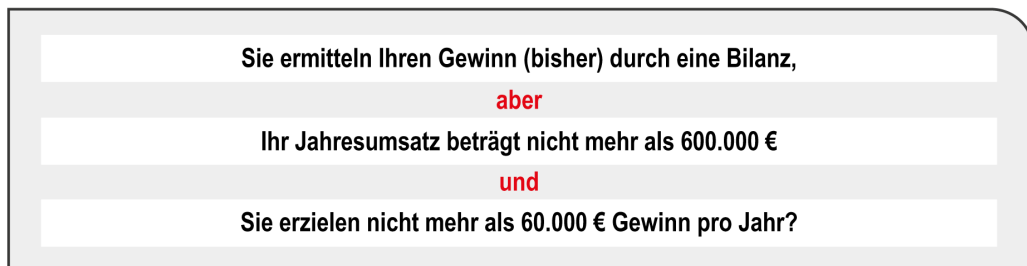 Sie ermitteln Ihren Gewinn (bisher) durch eine Bilanz,
aber
Ihr Jahresumsatz beträgt nicht mehr als 600.000 €
und
Sie erzielen nicht mehr als 60.000 € Gewinn pro Jahr?